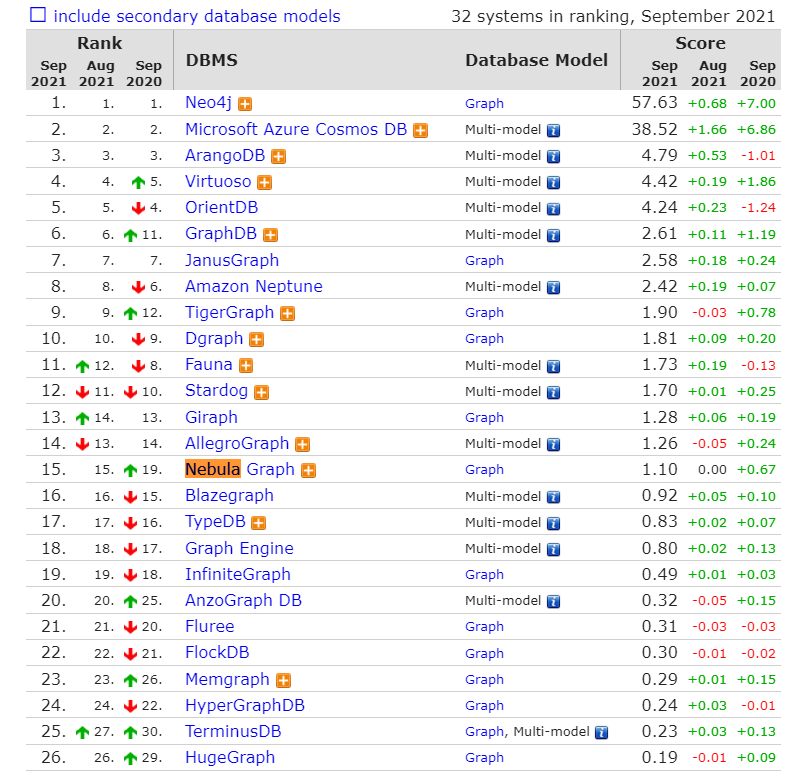 include secondary database models 32 systems in ranking, September 2021
Rank DBMS Database Model Score
Sep 2021 Aug 2021 Sep 2020 Sep 2021 Aug 2021 Sep 2020
1. 1. 1. Neo4j Graph 57.63 +0.68 +7.00
2. 2. 2. Microsoft Azure Cosmos DB Multi-model 38.52 +1.66 +6.86
3. 3. 3. ArangoDB Multi-model 4.79 +0.53 -1.01
4. 4. 5. Virtuoso Multi-model 4.42 +0.19 +1.86
5. 5. 4. OrientDB Multi-model 4.24 +0.23 -1.24
6. 6. 11. GraphDB Multi-model 2.61 +0.11 +1.19
7. 7. 7. JanusGraph Graph 2.58 +0.18 +0.24
8. 8. 6. Amazon Neptune Multi-model 2.42 +0.19 +0.07
9. 9. 12. TigerGraph Graph 1.90 -0.03 +0.78
10. 10. 9. Dgraph Graph 1.81 +0.09 +0.20
11. 12. 8. Fauna Multi-model 1.73 +0.19 -0.13
12. 11. 10. Stardog Multi-model 1.70 +0.01 +0.25
13. 14. 13. Giraph Graph 1.28 +0.06 +0.19
14. 13. 14. AllegroGraph Multi-model 1.26 -0.05 +0.24
15. 15. 19. Nebula Graph Graph 1.10 0.00 +0.67
16. 16. 15. Blazegraph Multi-model 0.92 +0.05 +0.10
17. 17. 16. TypeDB Multi-model 0.83 +0.02 +0.07
18. 18. 17. Graph Engine Multi-model 0.80 +0.02 +0.13
19. 19. 18. InfiniteGraph Graph 0.49 +0.01 +0.03
20. 20. 25. AnzoGraph DB Multi-model 0.32 -0.05 +0.15
21. 21. 20. Fluree Graph 0.31 -0.03 -0.03
22. 22. 21. FlockDB Graph 0.30 -0.01 -0.02
23. 23. 26. Memgraph Graph 0.29 +0.01 +0.15
24. 24. 22. HyperGraphDB Graph 0.24 +0.03 -0.01
25. 27. 30. TerminusDB Graph, Multi-model 0.23 +0.03 +0.13
26. 26. 29. HugeGraph Graph 0.19 -0.01 +0.09